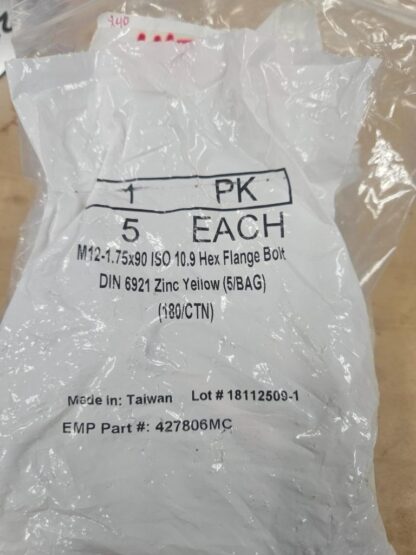 1 PK
5 EACH
M12-1.75x90 ISO 10.9 Hex Flange Bolt
DIN 6921 Zinc Yellow (5/BAG)
(180/CTN)
Made in: Taiwan Lot # 18112509-1
EMP Part #: 427806MC